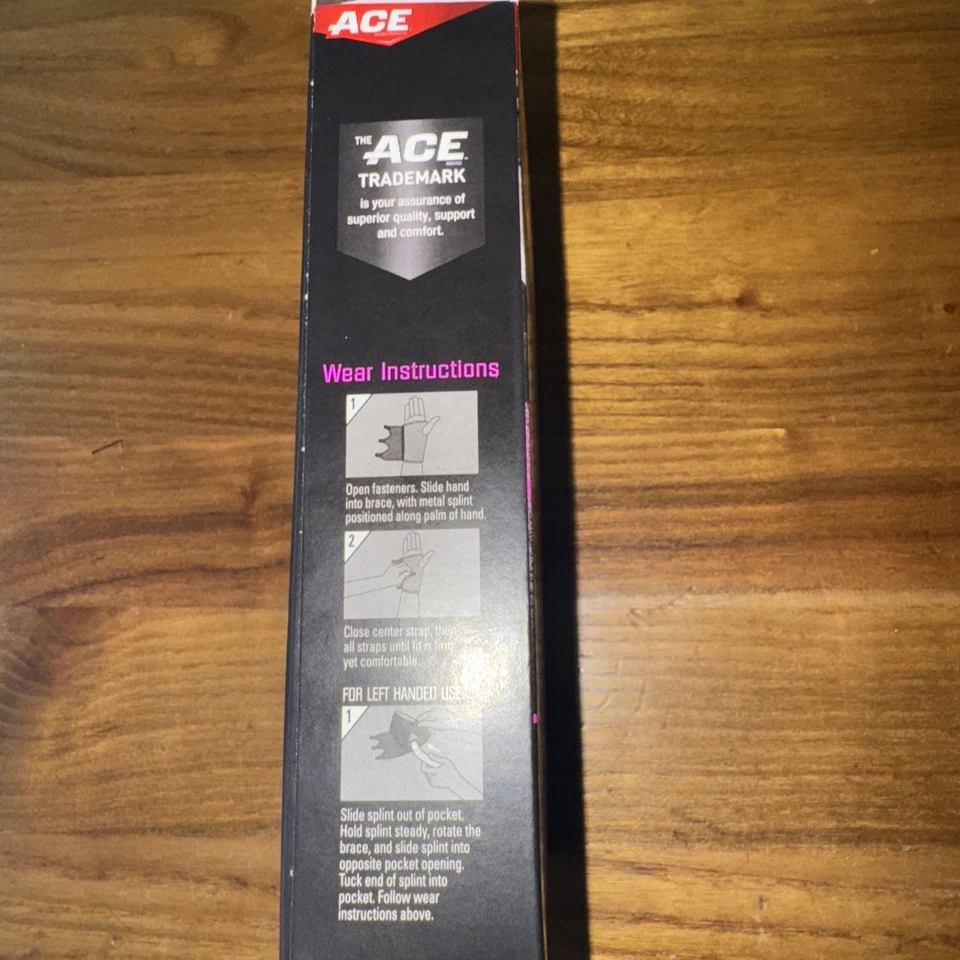 ACE
THE ACE
BRAND
TRADEMARK
is your assurance of
superior quality, support
and comfort.
Wear Instructions
1
Open fasteners. Slide hand
into brace, with metal splint
positioned along palm of hand.
2
Close center strap, then
all straps until fit is firm
yet comfortable.
FOR LEFT HANDED USE
1
Slide splint out of pocket.
Hold splint steady, rotate the
brace, and slide splint into
opposite pocket opening.
Tuck end of splint into
pocket. Follow wear
instructions above.